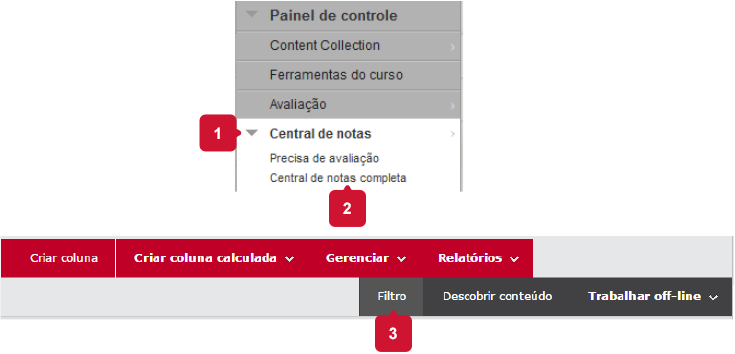 Painel de controle
Content Collection
Ferramentas do curso
Avaliação
1 Central de notas
Precisa de avaliação
Central de notas completa
2
Criar coluna Criar coluna calculada Gerenciar Relatórios
Filtro Descobrir conteúdo Trabalhar off-line
3